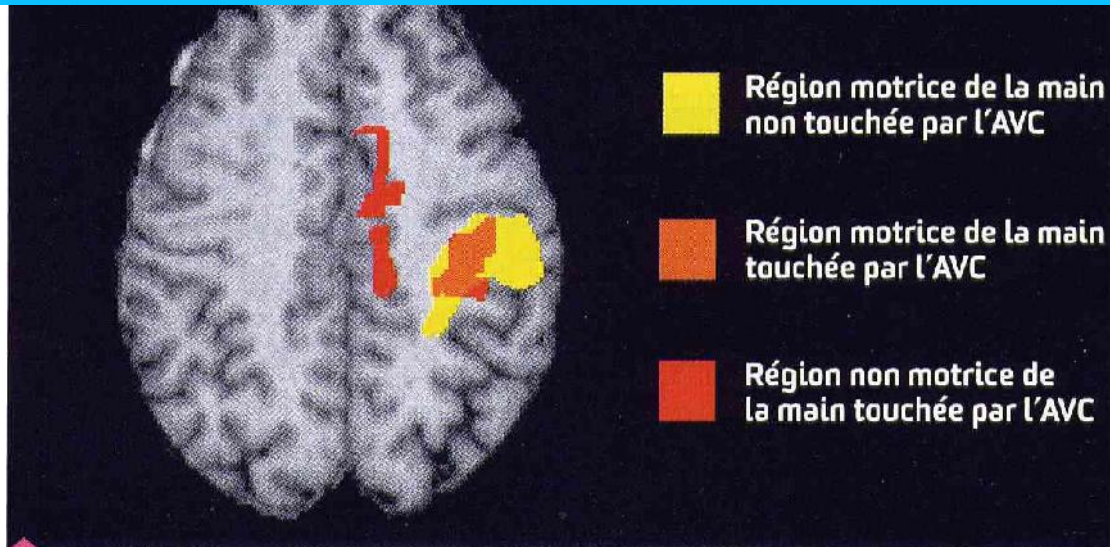 Région motrice de la main
non touchée par l'AVC
Région motrice de la main
touchée par l'AVC
Région non motrice de
la main touchée par l'AVC